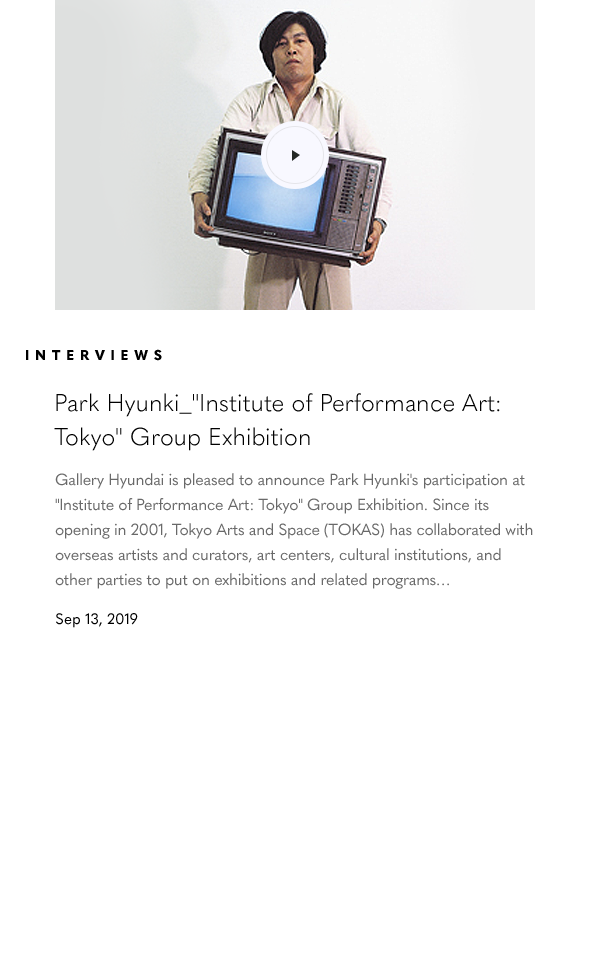 SONY
INTERVIEWS
Park Hyunki_"Institute of Performance Art:
Tokyo" Group Exhibition
Gallery Hyundai is pleased to announce Park Hyunki's participation at
"Institute of Performance Art: Tokyo" Group Exhibition. Since its
opening in 2001, Tokyo Arts and Space (TOKAS) has collaborated with
overseas artists and curators, art centers, cultural institutions, and
other parties to put on exhibitions and related programs…
Sep 13, 2019